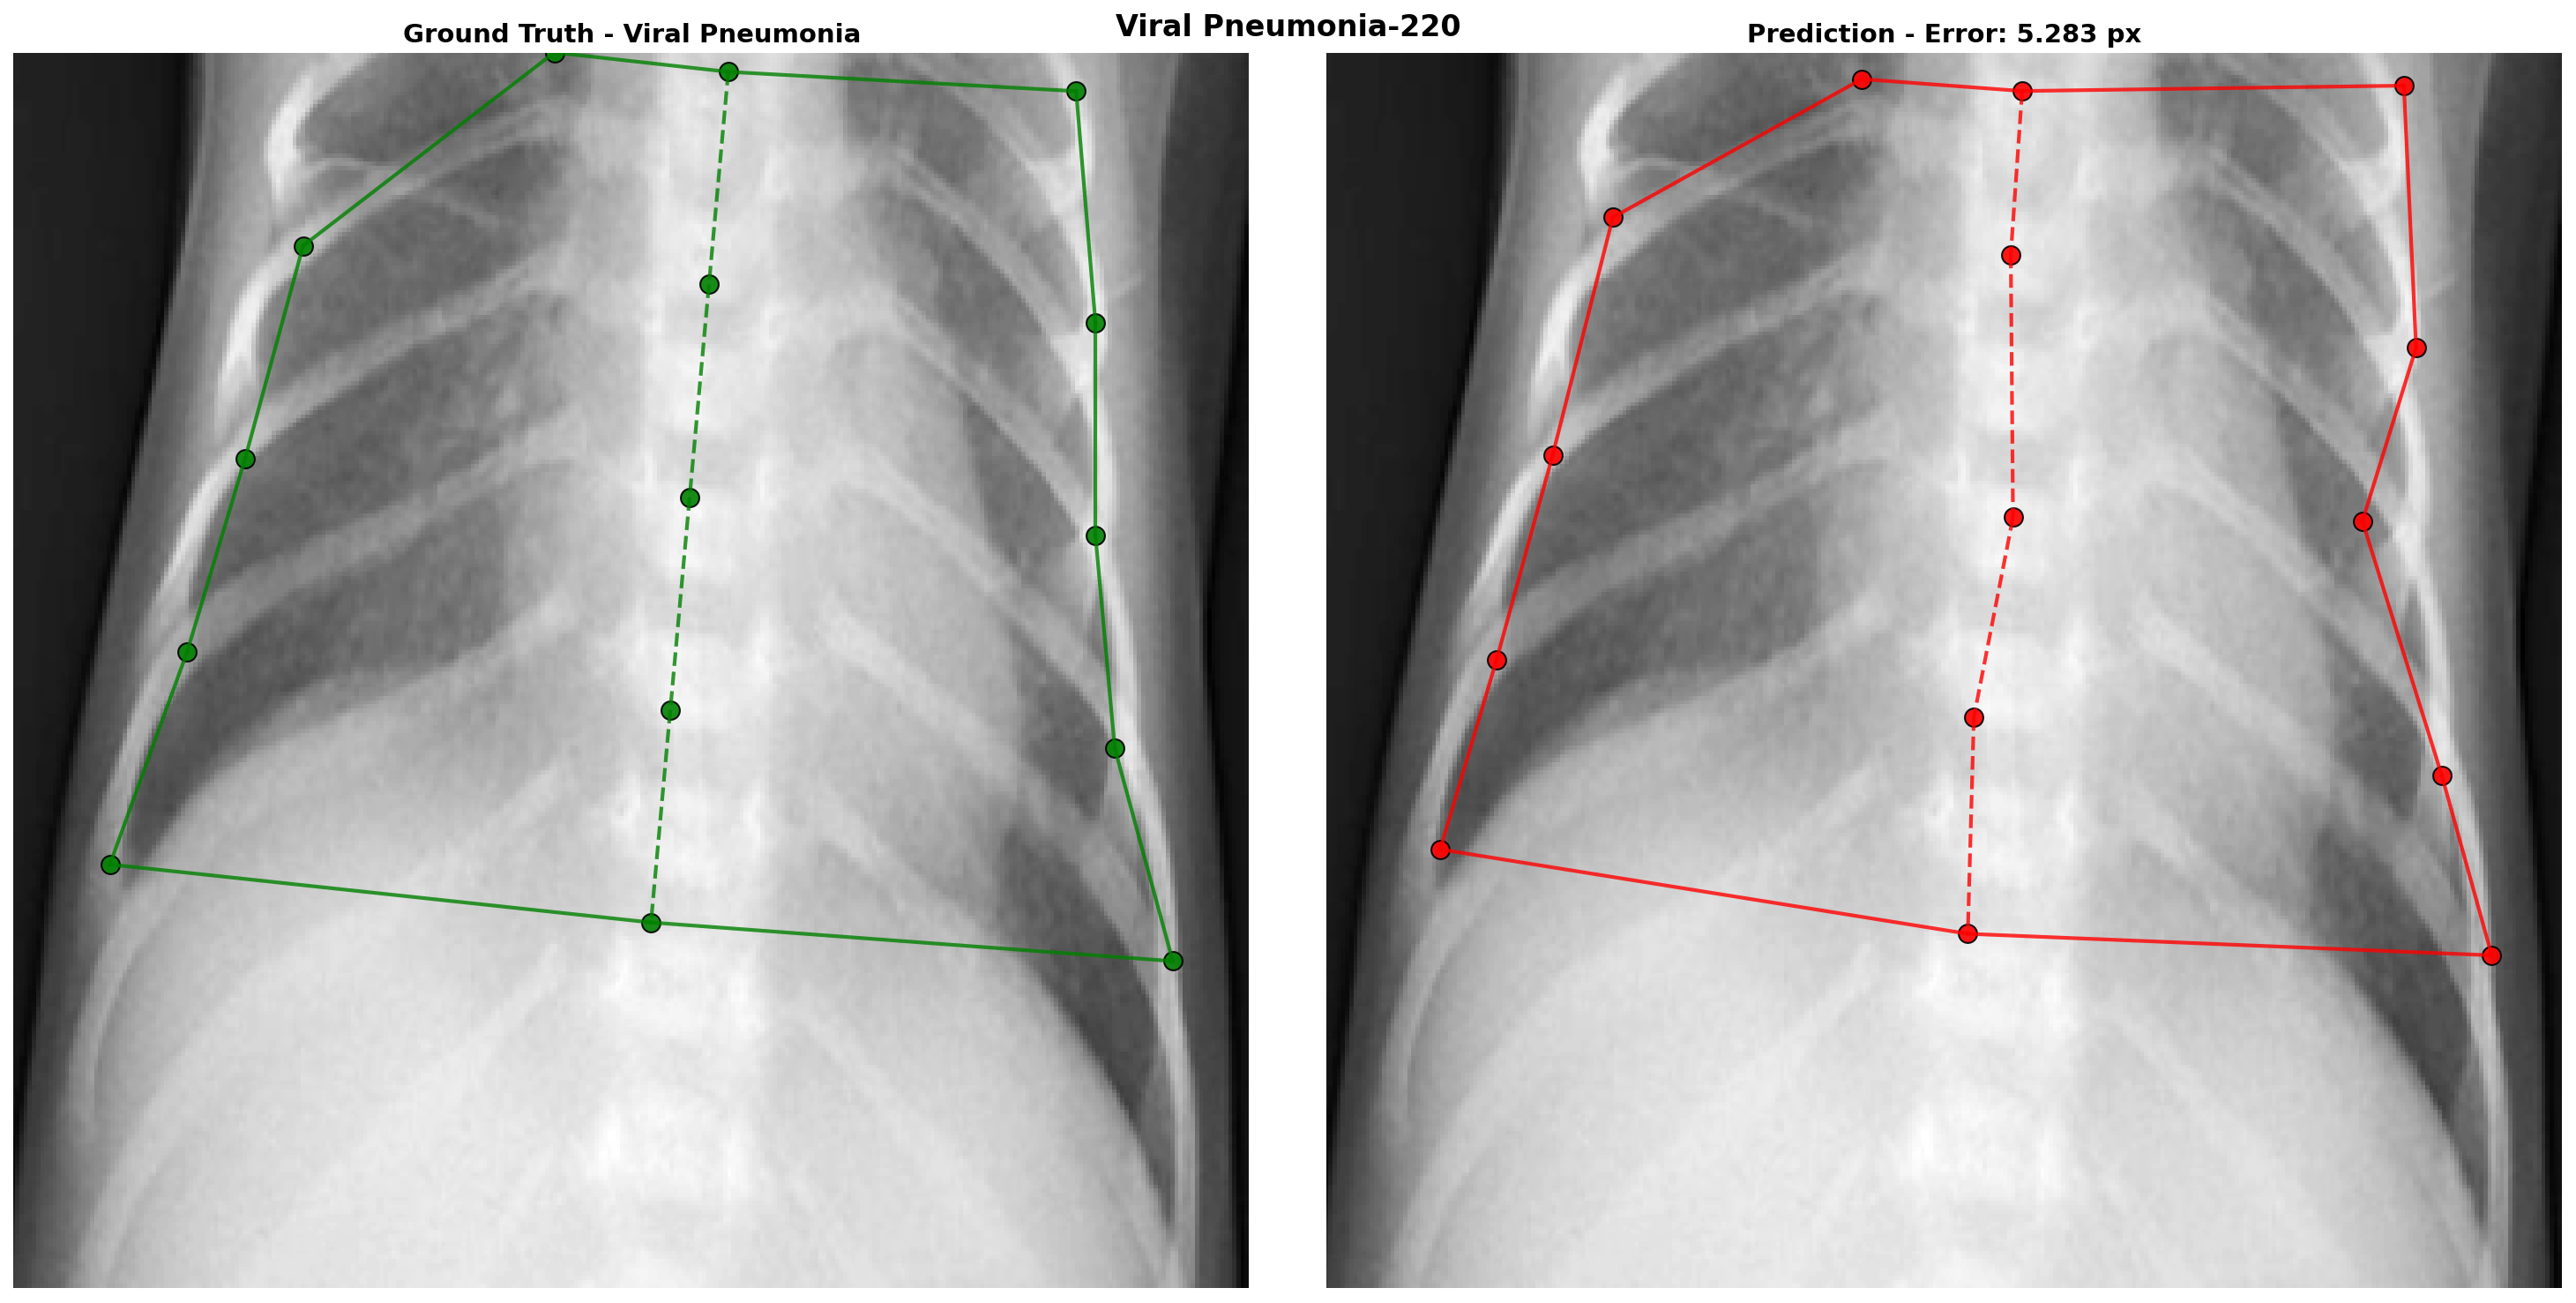 Viral Pneumonia-220
Ground Truth - Viral Pneumonia
Prediction - Error: 5.283 px